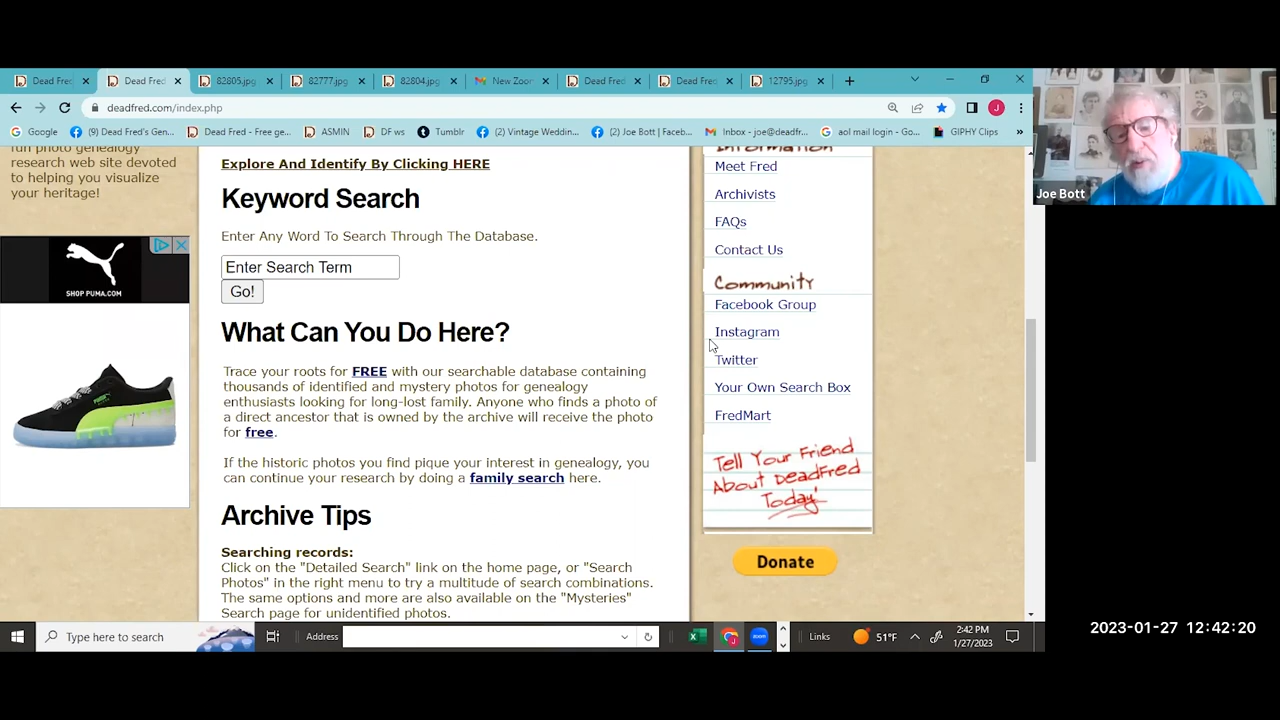 Dead Fre
Dead Fred
82805.jpg
82777.jpg
82804.jpg
New Zoom
Dead Fred
Dead Fred
12795.jpg
deadfred.com/index.php
Google
(9) Dead Fred's Gen...
Dead Fred - Free ge...
ASMIN
DF ws
Tumblr
(2) Vintage Weddin...
(2) Joe Bott | Faceb...
Inbox - joe@deadfr...
aol mail login - Go...
GIPHY Clips
»
fun photo genealogy
research web site devoted
to helping you visualize
your heritage!
SHOP PUMA.COM
Explore And Identify By Clicking HERE
Keyword Search
Enter Any Word To Search Through The Database.
Enter Search Term
Go!
What Can You Do Here?
Trace your roots for FREE with our searchable database containing
thousands of identified and mystery photos for genealogy
enthusiasts looking for long-lost family. Anyone who finds a photo of
a direct ancestor that is owned by the archive will receive the photo
for free.
If the historic photos you find pique your interest in genealogy, you
can continue your research by doing a family search here.
Archive Tips
Searching records:
Click on the "Detailed Search" link on the home page, or "Search
Photos" in the right menu to try a multitude of search combinations.
The same options and more are also available on the "Mysteries"
Search page for unidentified photos.
Information
Meet Fred
Archivists
FAQs
Contact Us
Community
Facebook Group
Instagram
Twitter
Your Own Search Box
FredMart
Tell Your Friend
About DeadFred
Today!
Donate
Joe Bott
Type here to search
Address
zoom
Links
51°F
2:42 PM
1/27/2023
2023-01-27 12:42:20